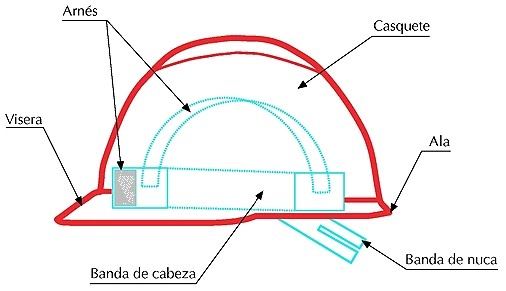 Arnés
Casquete
Visera
Ala
Banda de nuca
Banda de cabeza